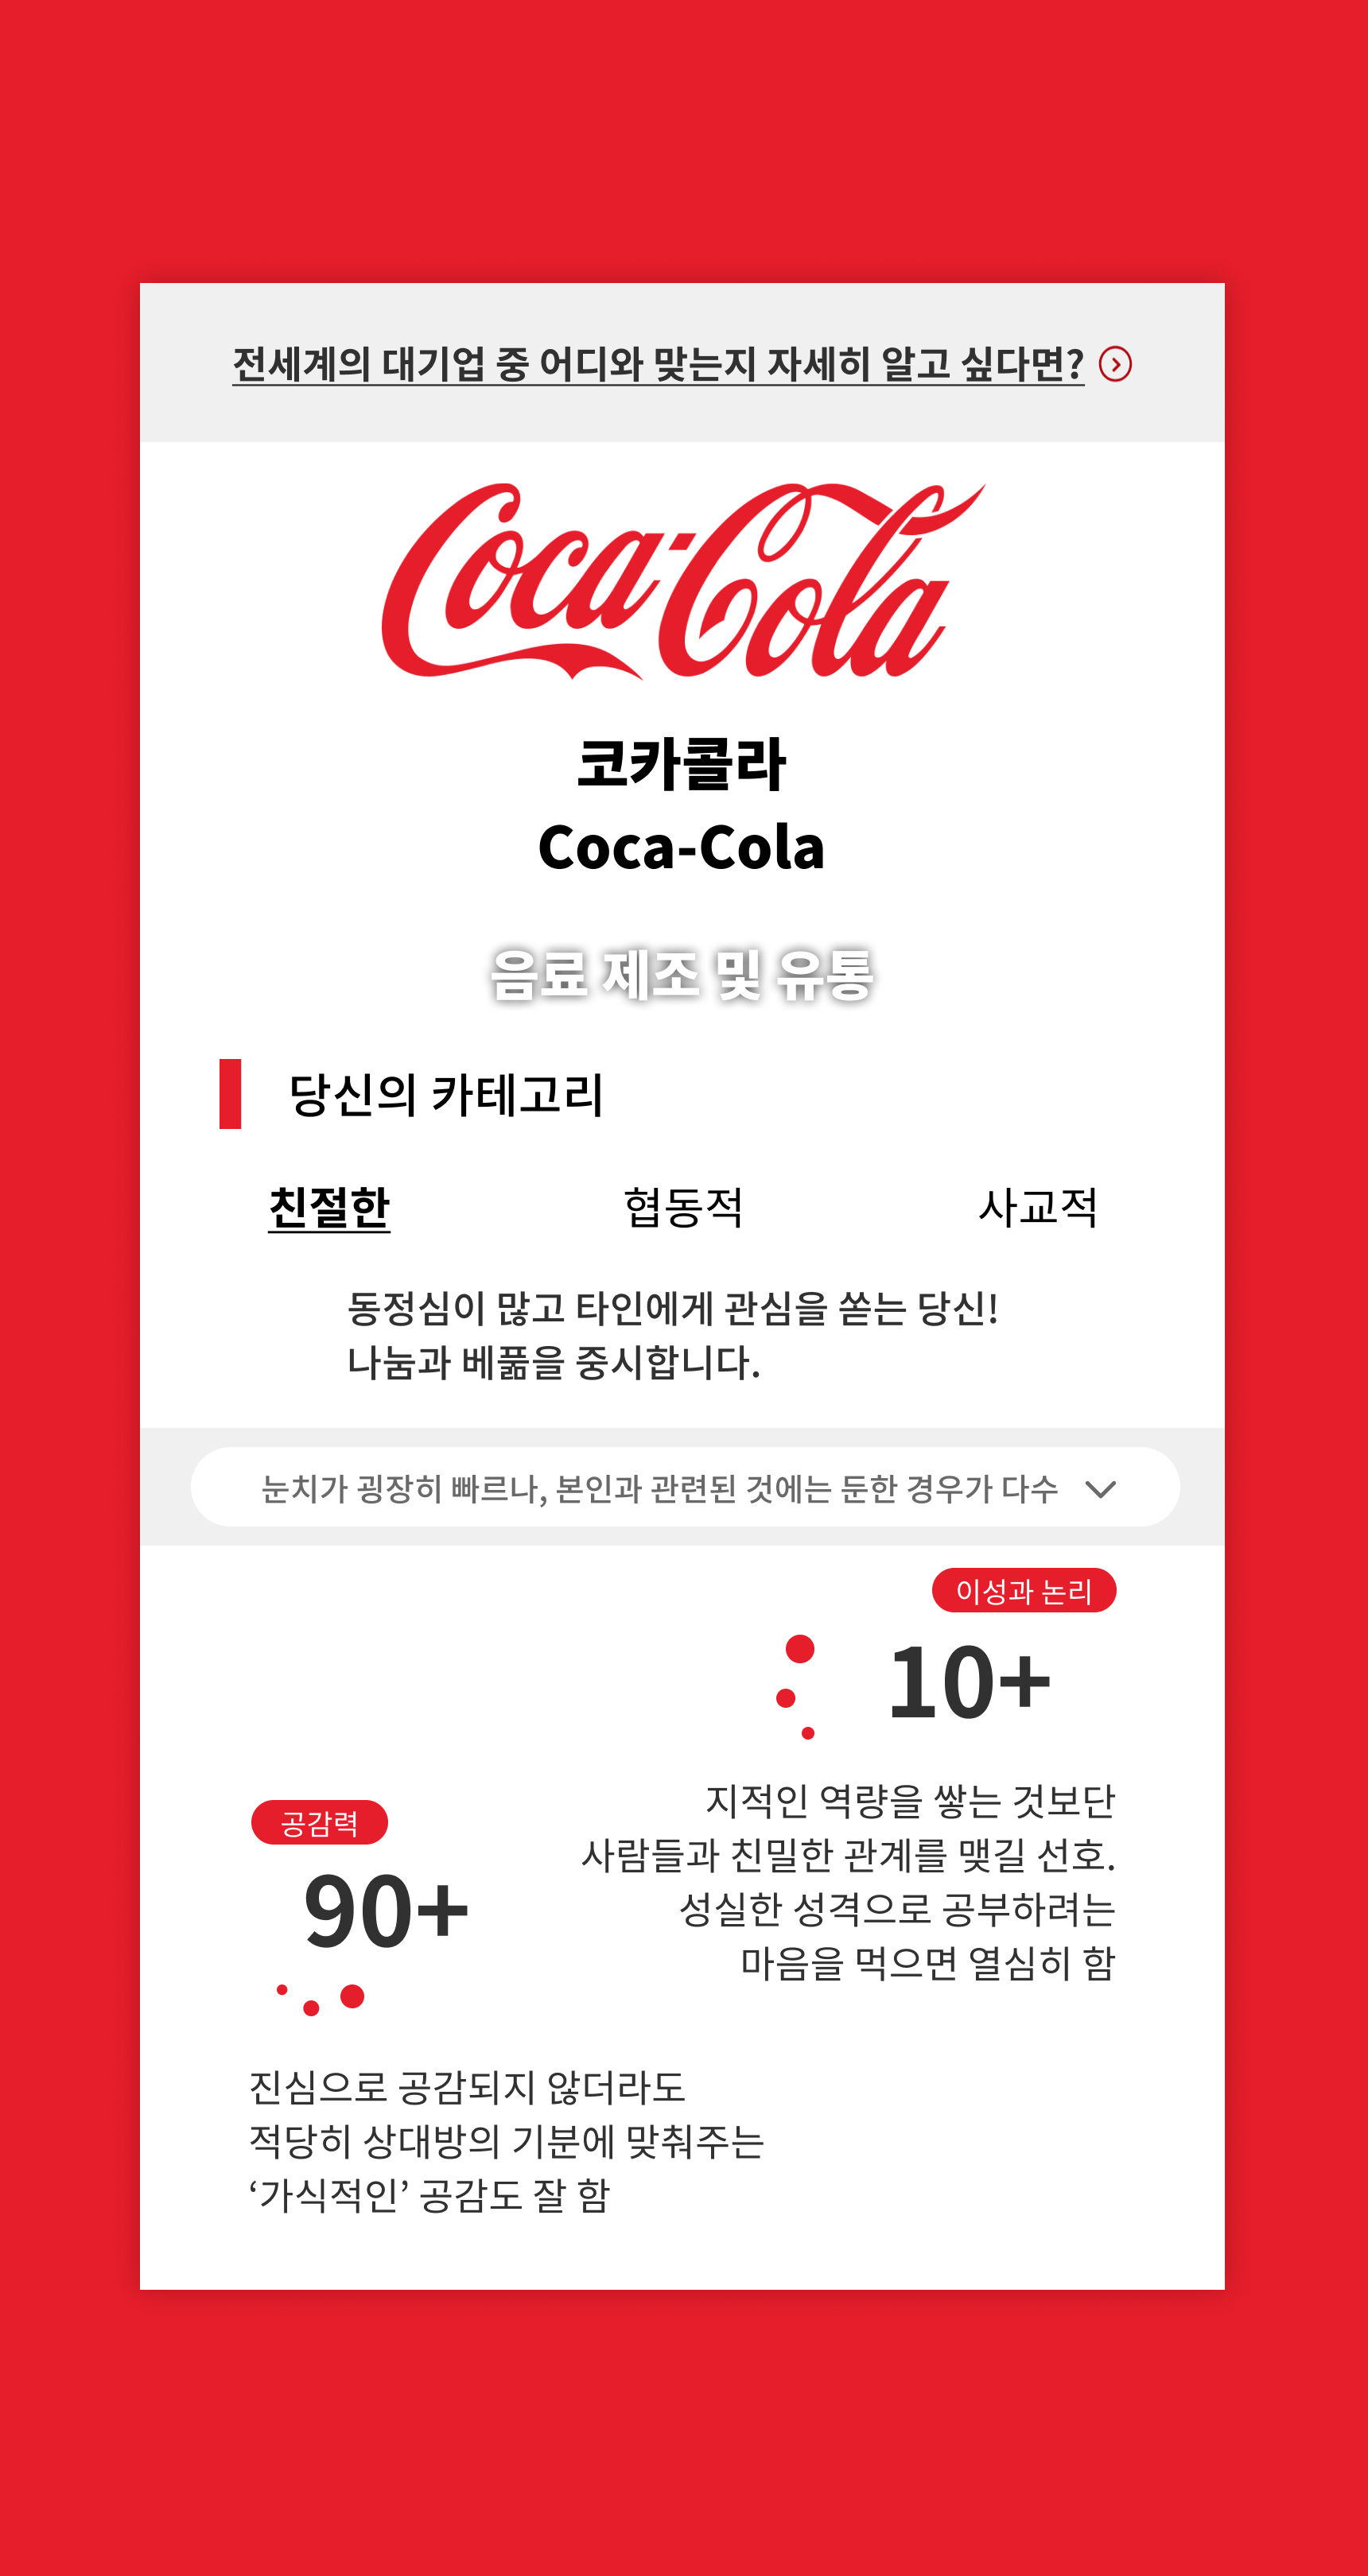 전세계의 대기업 중 어디와 맞는지 자세히 알고 싶다면?
Coca-Cola
코카콜라
Coca-Cola
음료 제조 및 유통
당신의 카테고리
친절한 협동적 사교적
동정심이 많고 타인에게 관심을 쏟는 당신!
나눔과 베풂을 중시합니다.
눈치가 굉장히 빠르나, 본인과 관련된 것에는 둔한 경우가 다수
이성과 논리
10+
지적인 역량을 쌓는 것보단
사람들과 친밀한 관계를 맺길 선호.
성실한 성격으로 공부하려는
마음을 먹으면 열심히 함
공감력
90+
진심으로 공감되지 않더라도
적당히 상대방의 기분에 맞춰주는
‘가식적인’ 공감도 잘 함